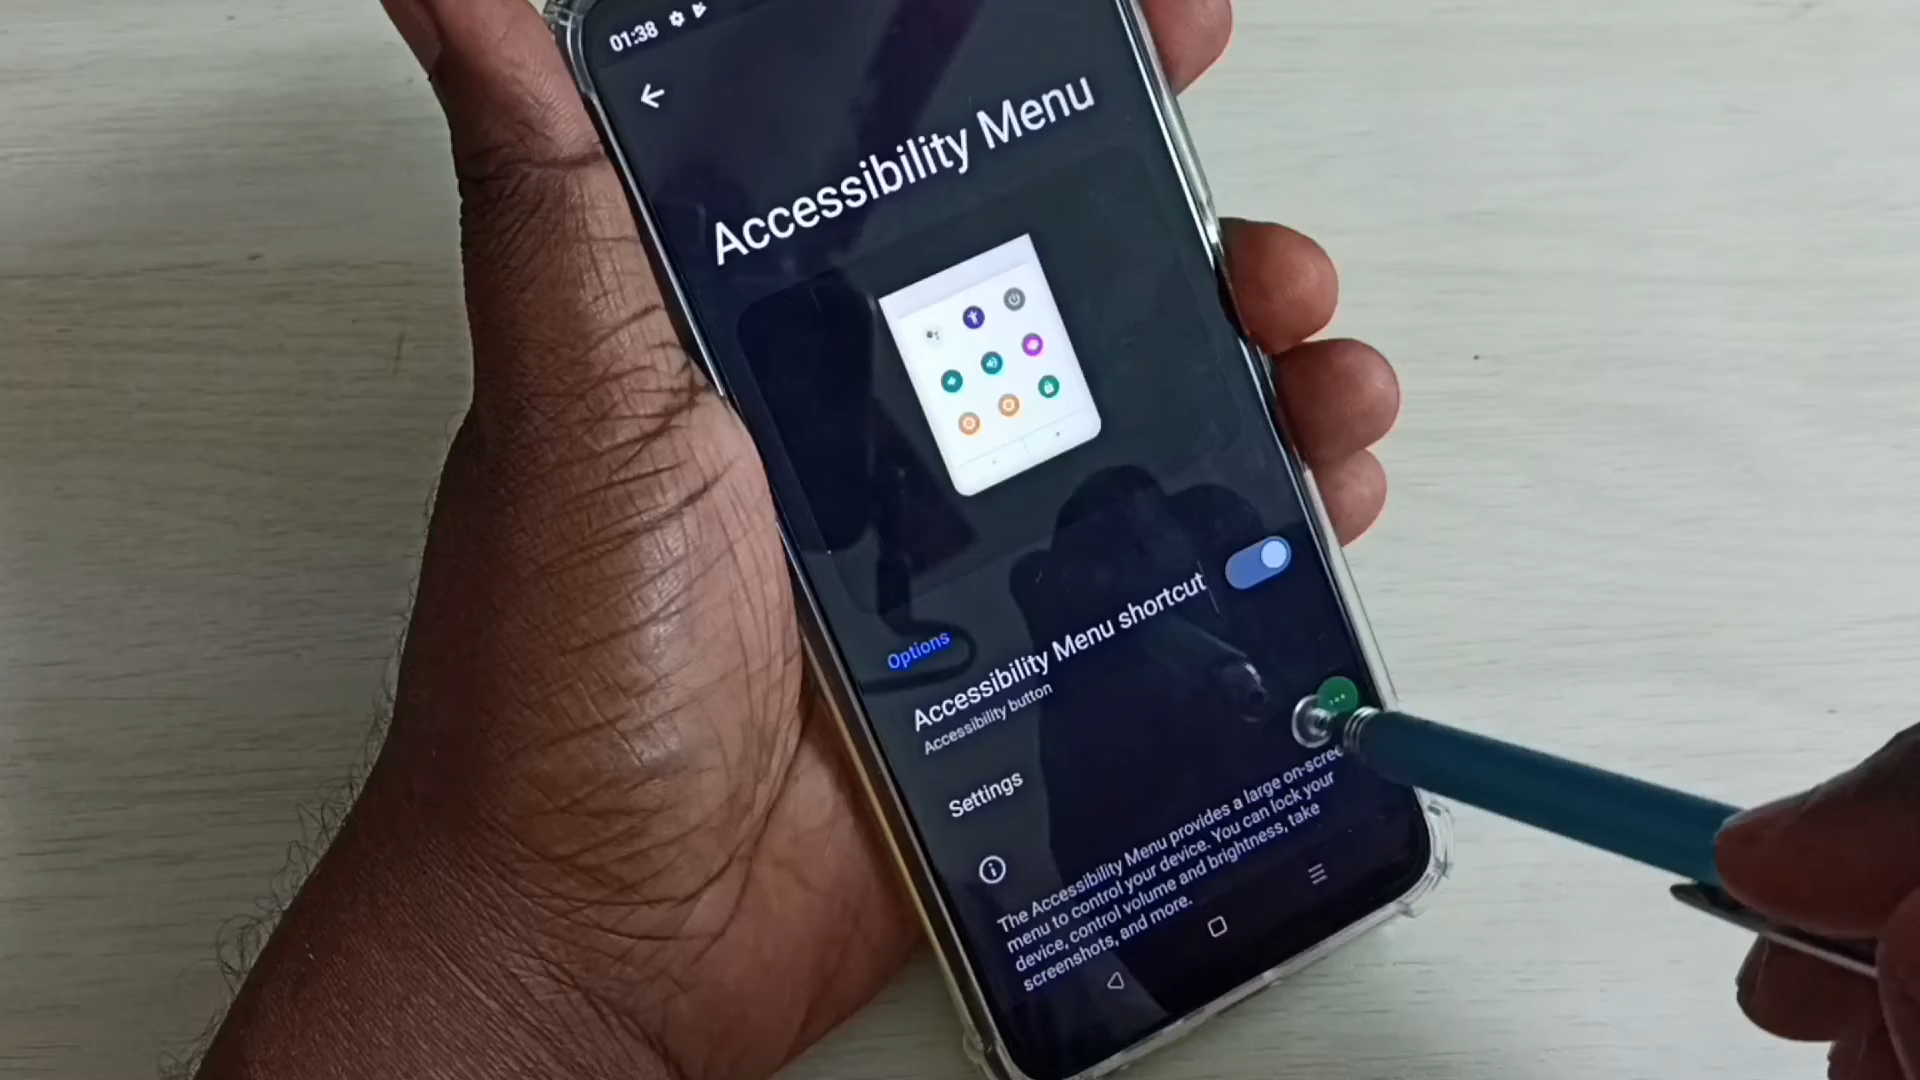 01:38
Accessibility Menu
Options
Accessibility Menu shortcut
Accessibility button
Settings
The Accessibility Menu provides a large on-screen
menu to control your device. You can lock your
device, control volume and brightness, take
screenshots, and more.